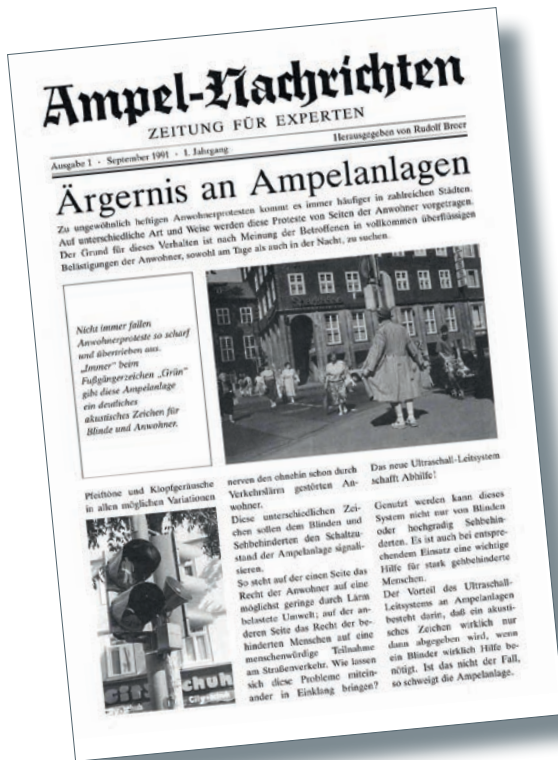 Ampel-Nachrichten
ZEITUNG FÜR EXPERTEN
Ausgabe 1 · September 1991 · 1. Jahrgang
Herausgegeben von Rudolf Broer
Ärgernis an Ampelanlagen
Zu ungewöhnlich heftigen Anwohnerprotesten kommt es immer häufiger in zahlreichen Städten.
Auf unterschiedliche Art und Weise werden diese Proteste von Seiten der Anwohner vorgetragen.
Der Grund für dieses Verhalten ist nach Meinung der Betroffenen in vollkommen überflüssigen
Belästigungen der Anwohner, sowohl am Tage als auch in der Nacht, zu suchen.
Nicht immer fallen
Anwohnerproteste so scharf
und übertrieben aus.
„Immer“ beim
Fußgängerzeichen „Grün“
gibt diese Ampelanlage
ein deutliches
akustisches Zeichen für
Blinde und Anwohner.
Pfeiftöne und Klopfgeräusche
in allen möglichen Variationen
nerven den ohnehin schon durch
Verkehrslärm gestörten An-
wohner.
Diese unterschiedlichen Zei-
chen sollen dem Blinden und
Sehbehinderten den Schaltzu-
stand der Ampelanlage signali-
sieren.
So steht auf der einen Seite das
Recht der Anwohner auf eine
möglichst geringe durch Lärm
belastete Umwelt; auf der an-
deren Seite das Recht der be-
hinderten Menschen auf eine
menschenwürdige Teilnahme
am Straßenverkehr. Wie lassen
sich diese Probleme mitein-
ander in Einklang bringen?
Das neue Ultraschall-Leitsystem
schafft Abhilfe!
Genutzt werden kann dieses
System nicht nur von Blinden
oder hochgradig Sehbehin-
derten. Es ist auch bei entspre-
chendem Einsatz eine wichtige
Hilfe für stark gehbehinderte
Menschen.
Der Vorteil des Ultraschall-
Leitsystems an Ampelanlagen
besteht darin, daß ein akusti-
sches Zeichen wirklich nur
dann abgegeben wird, wenn
ein Blinder wirklich Hilfe be-
nötigt. Ist das nicht der Fall,
so schweigt die Ampelanlage.
chuh